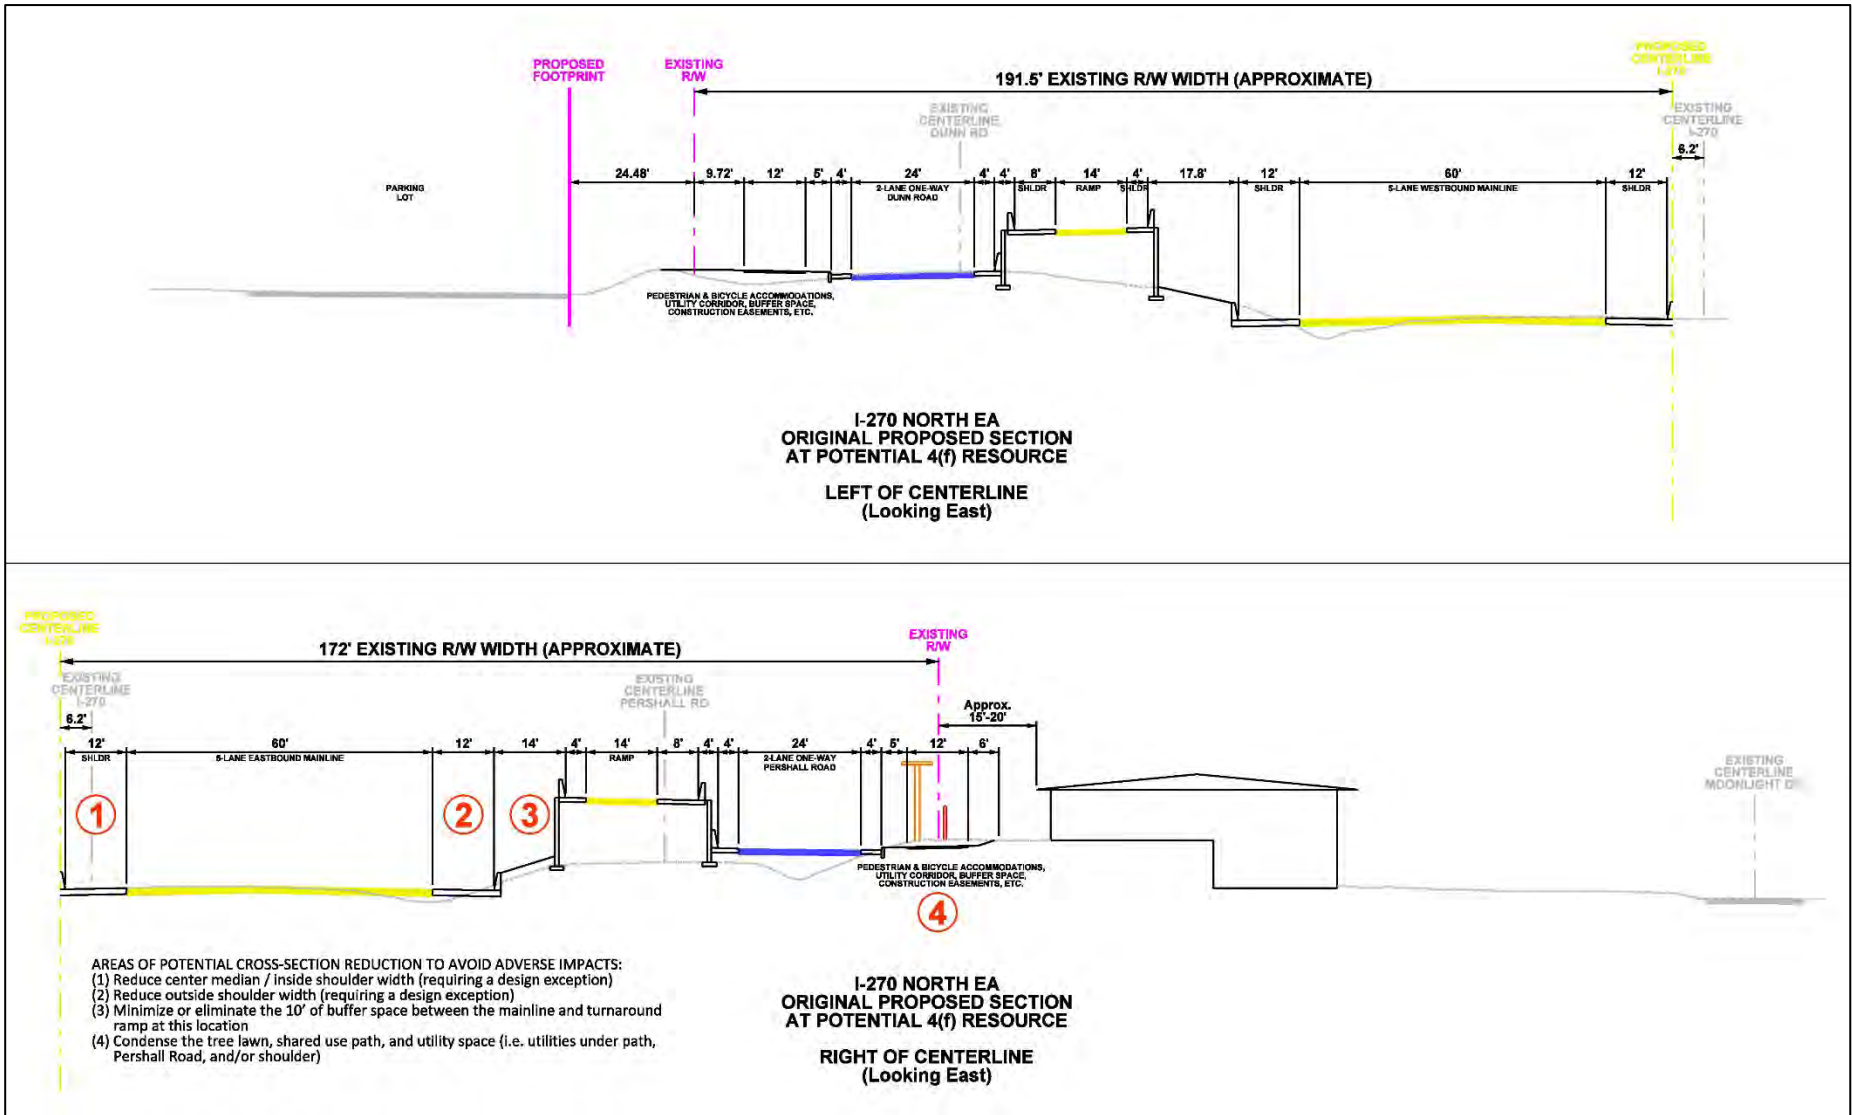 PROPOSED
FOOTPRINT
EXISTING
R/W
191.5' EXISTING R/W WIDTH (APPROXIMATE)
PROPOSED
CENTERLINE
I-270
EXISTING
CENTERLINE
DUNN RD
EXISTING
CENTERLINE
I-270
6.2'
PARKING
LOT
24.48' 9.72' 12' 5' 4' 24' 4' 4' 8' 14' 4' 17.8' 12' 60' 12'
2-LANE ONE-WAY
DUNN ROAD
SHLDR RAMP SHLDR SHLDR 5-LANE WESTBOUND MAINLINE SHLDR
PEDESTRIAN & BICYCLE ACCOMMODATIONS,
UTILITY CORRIDOR, BUFFER SPACE,
CONSTRUCTION EASEMENTS, ETC.
I-270 NORTH EA
ORIGINAL PROPOSED SECTION
AT POTENTIAL 4(f) RESOURCE
LEFT OF CENTERLINE
(Looking East)
PROPOSED
CENTERLINE
I-270
172' EXISTING R/W WIDTH (APPROXIMATE)
EXISTING
R/W
EXISTING
CENTERLINE
I-270
EXISTING
CENTERLINE
PERSHALL RD
6.2'
Approx.
15'-20'
12' 60' 12' 14' 4' 14' 8' 4' 4' 24' 4' 5' 12' 6'
SHLDR 5-LANE EASTBOUND MAINLINE RAMP
2-LANE ONE-WAY
PERSHALL ROAD
EXISTING
CENTERLINE
MOONLIGHT DR
1 2 3
PEDESTRIAN & BICYCLE ACCOMMODATIONS,
UTILITY CORRIDOR, BUFFER SPACE,
CONSTRUCTION EASEMENTS, ETC.
4
AREAS OF POTENTIAL CROSS-SECTION REDUCTION TO AVOID ADVERSE IMPACTS:
(1) Reduce center median / inside shoulder width (requiring a design exception)
(2) Reduce outside shoulder width (requiring a design exception)
(3) Minimize or eliminate the 10' of buffer space between the mainline and turnaround
ramp at this location
(4) Condense the tree lawn, shared use path, and utility space (i.e. utilities under path,
Pershall Road, and/or shoulder)
I-270 NORTH EA
ORIGINAL PROPOSED SECTION
AT POTENTIAL 4(f) RESOURCE
RIGHT OF CENTERLINE
(Looking East)